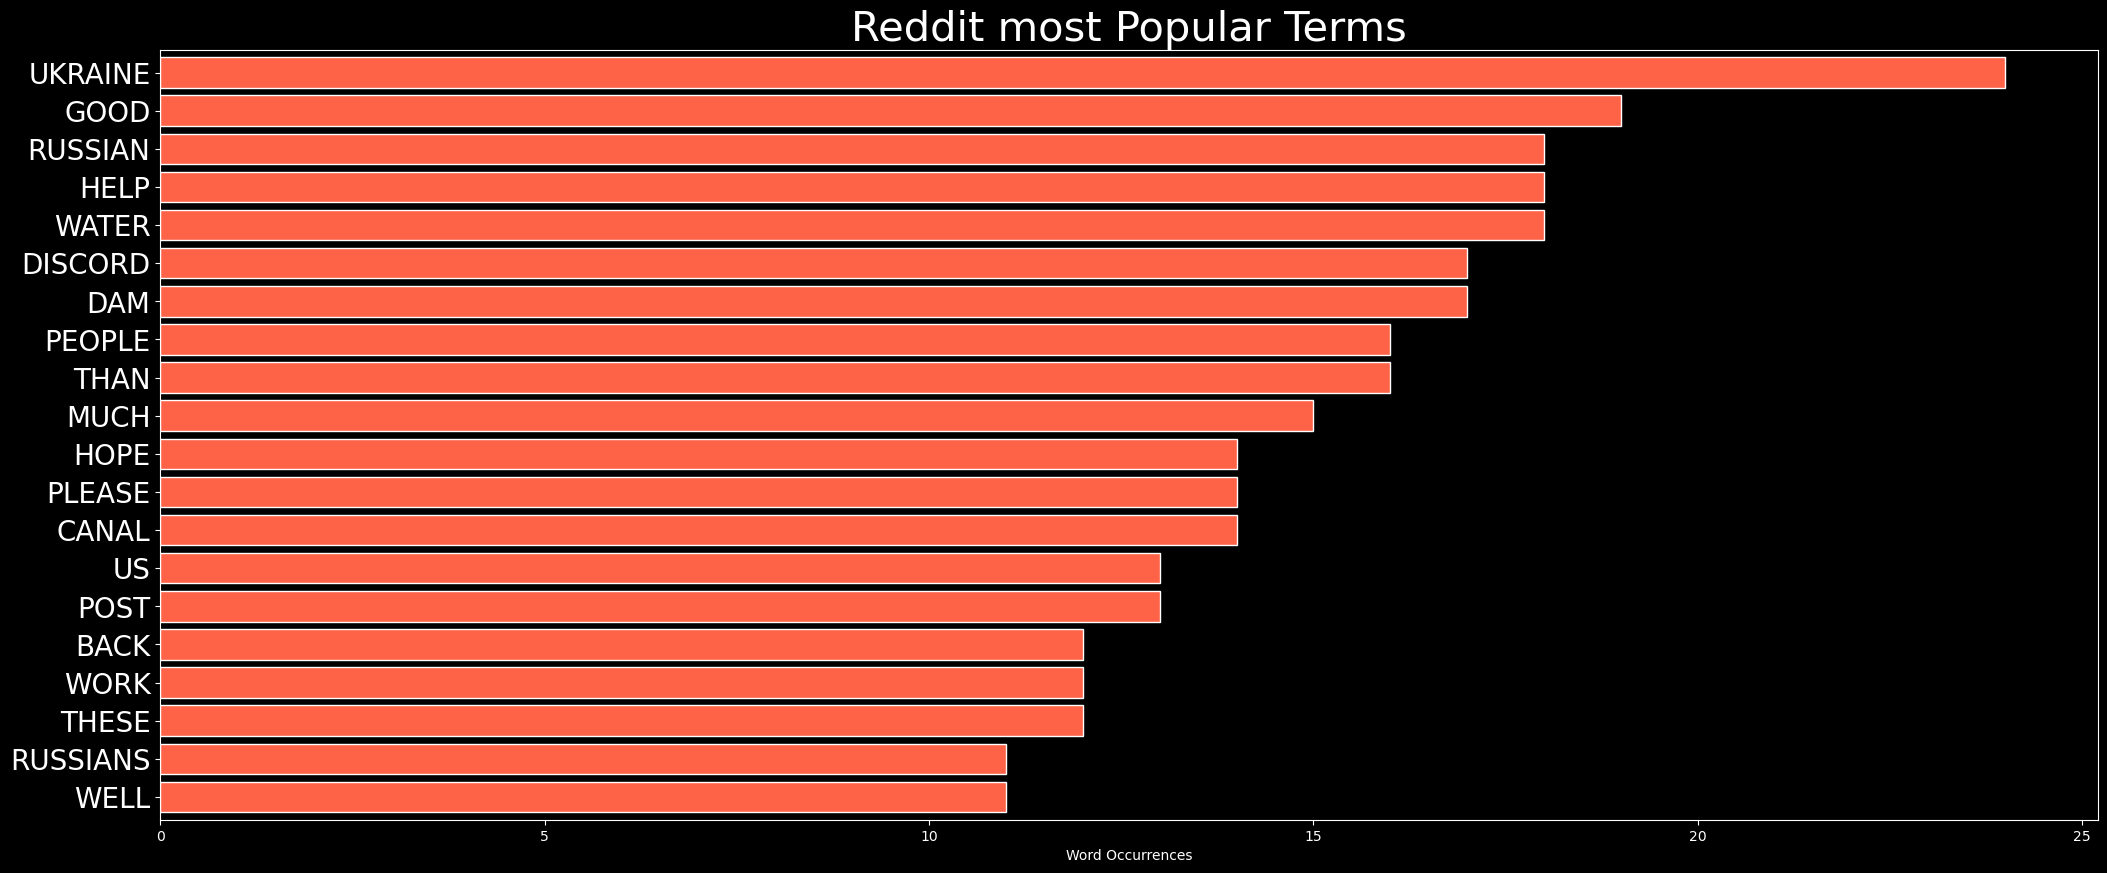 Reddit most Popular Terms
UKRAINE
GOOD
RUSSIAN
HELP
WATER
DISCORD
DAM
PEOPLE
THAN
MUCH
HOPE
PLEASE
CANAL
US
POST
BACK
WORK
THESE
RUSSIANS
WELL
0 5 10 15 20 25
Word Occurrences